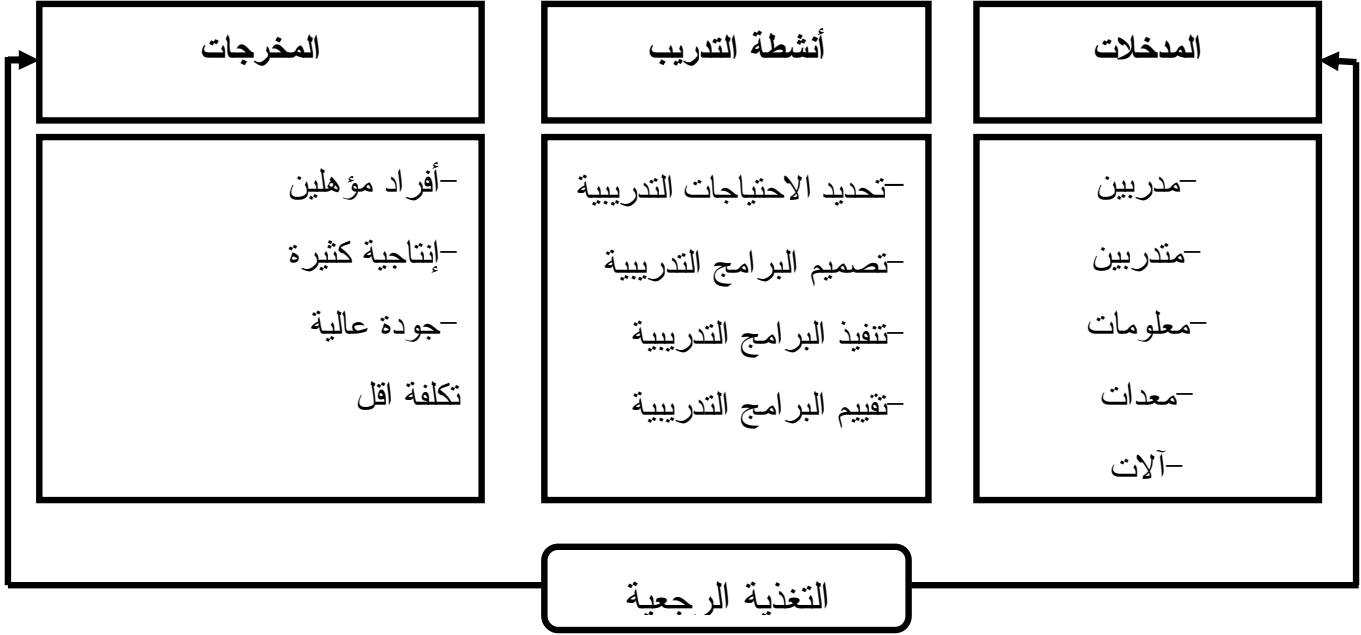 المدخلات
-مدربين
-متدربين
-معلومات
-معدات
-آلات
أنشطة التدريب
-تحديد الاحتياجات التدريبية
-تصميم البرامج التدريبية
-تنفيذ البرامج التدريبية
-تقييم البرامج التدريبية
المخرجات
-أفراد مؤهلين
-إنتاجية كثيرة
-جودة عالية
تكلفة اقل
التغذية الرجعية